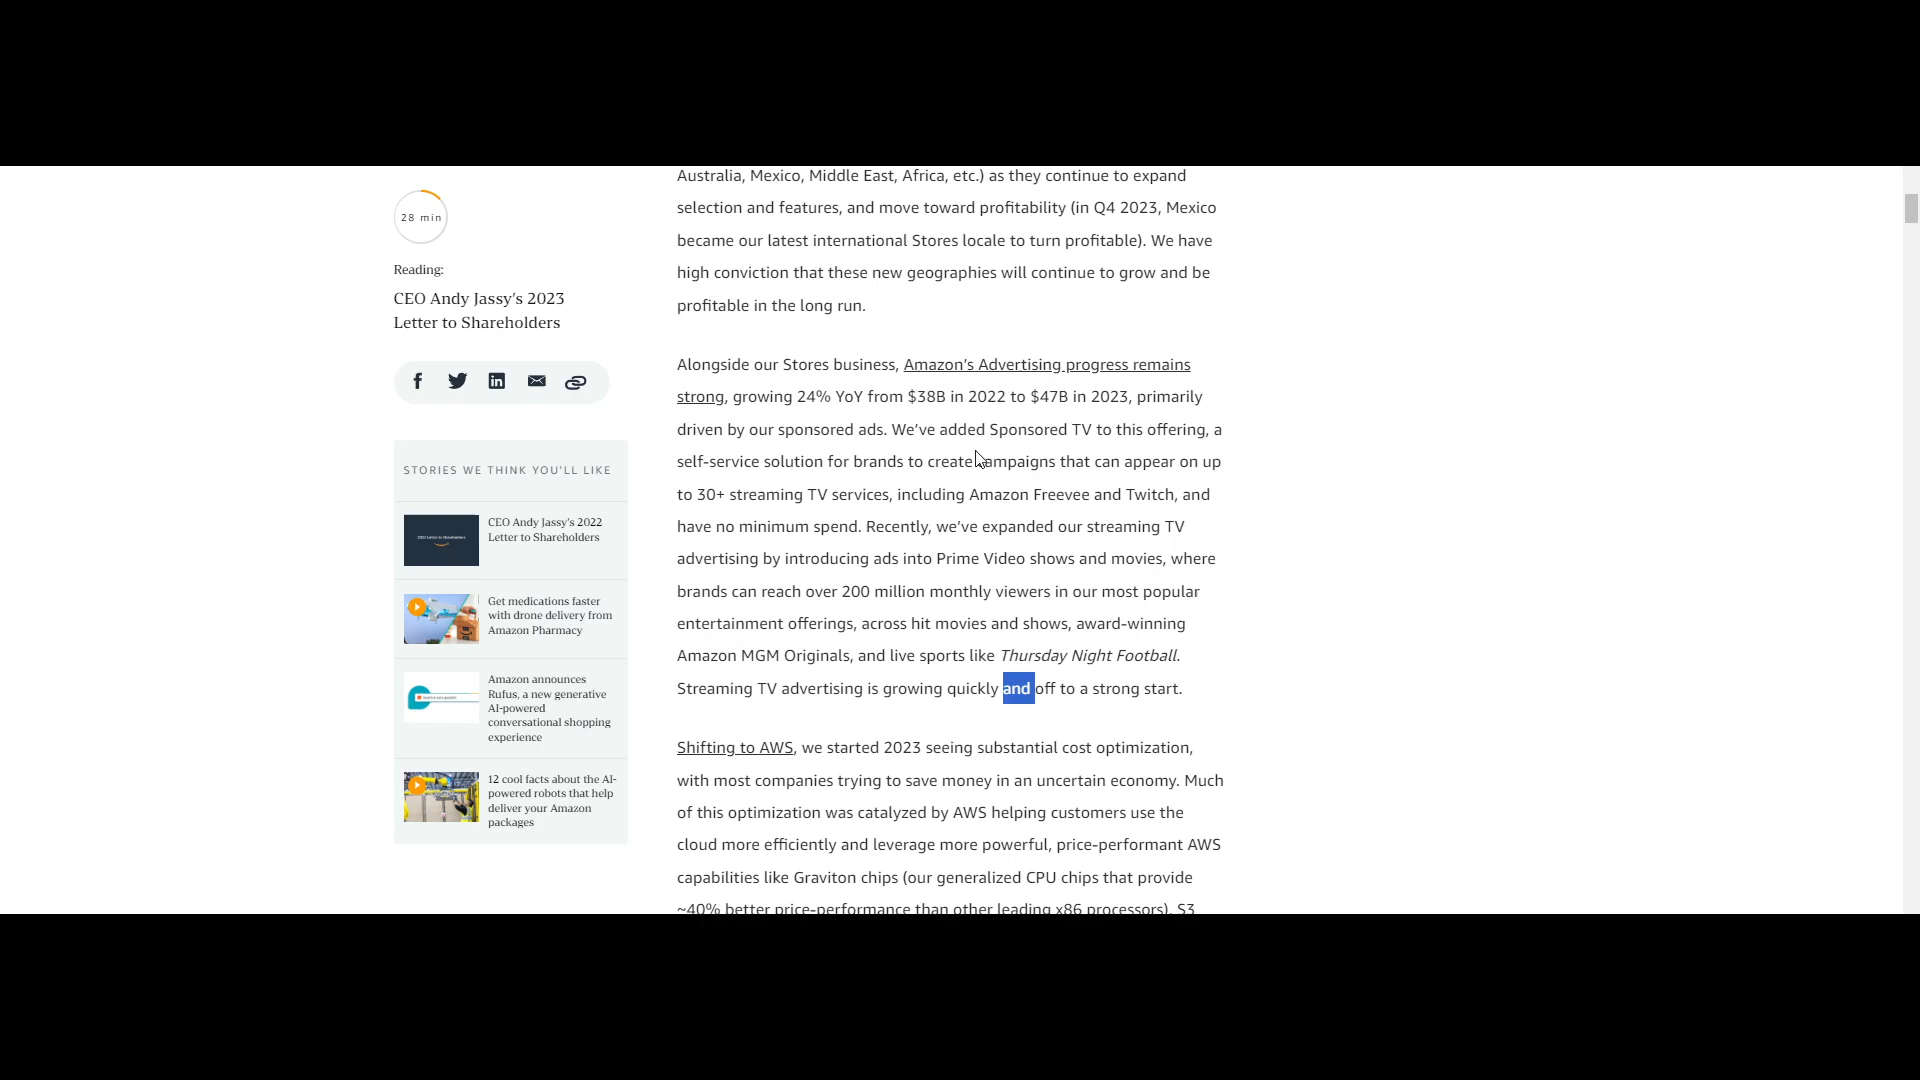 28 min
Reading:
CEO Andy Jassy’s 2023
Letter to Shareholders
STORIES WE THINK YOU'LL LIKE
CEO Andy Jassy’s 2022
Letter to Shareholders
Get medications faster
with drone delivery from
Amazon Pharmacy
Amazon announces
Rufus, a new generative
AI-powered
conversational shopping
experience
12 cool facts about the AI-
powered robots that help
deliver your Amazon
packages
Australia, Mexico, Middle East, Africa, etc.) as they continue to expand
selection and features, and move toward profitability (in Q4 2023, Mexico
became our latest international Stores locale to turn profitable). We have
high conviction that these new geographies will continue to grow and be
profitable in the long run.
Alongside our Stores business, Amazon’s Advertising progress remains
strong, growing 24% YoY from $38B in 2022 to $47B in 2023, primarily
driven by our sponsored ads. We’ve added Sponsored TV to this offering, a
self-service solution for brands to create campaigns that can appear on up
to 30+ streaming TV services, including Amazon Freevee and Twitch, and
have no minimum spend. Recently, we’ve expanded our streaming TV
advertising by introducing ads into Prime Video shows and movies, where
brands can reach over 200 million monthly viewers in our most popular
entertainment offerings, across hit movies and shows, award-winning
Amazon MGM Originals, and live sports like Thursday Night Football.
Streaming TV advertising is growing quickly and off to a strong start.
Shifting to AWS, we started 2023 seeing substantial cost optimization,
with most companies trying to save money in an uncertain economy. Much
of this optimization was catalyzed by AWS helping customers use the
cloud more efficiently and leverage more powerful, price-performant AWS
capabilities like Graviton chips (our generalized CPU chips that provide
~40% better price-performance than other leading x86 processors), S3